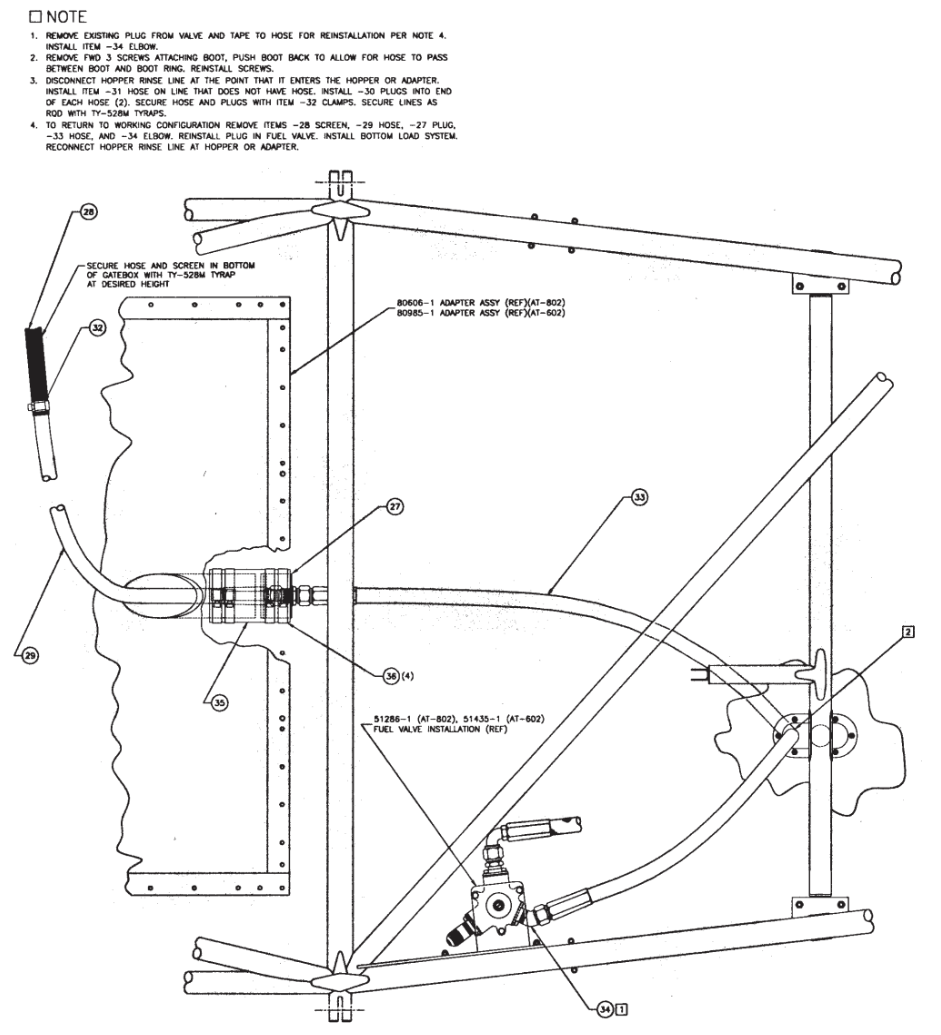 □ NOTE
1. REMOVE EXISTING PLUG FROM VALVE AND TAPE TO HOSE FOR REINSTALLATION PER NOTE 4.
INSTALL ITEM -34 ELBOW.
2. REMOVE FWD 3 SCREWS ATTACHING BOOT, PUSH BOOT BACK TO ALLOW FOR HOSE TO PASS
BETWEEN BOOT AND BOOT RING. REINSTALL SCREWS.
3. DISCONNECT HOPPER RINSE LINE AT THE POINT THAT IT ENTERS THE HOPPER OR ADAPTER.
INSTALL ITEM -31 HOSE ON LINE THAT DOES NOT HAVE HOSE. INSTALL -30 PLUGS INTO END
OF EACH HOSE (2). SECURE HOSE AND PLUGS WITH ITEM -32 CLAMPS. SECURE LINES AS
RQD WITH TY-528M TYRAPS.
4. TO RETURN TO WORKING CONFIGURATION REMOVE ITEMS -28 SCREEN, -29 HOSE, -27 PLUG,
-33 HOSE, AND -34 ELBOW. REINSTALL PLUG IN FUEL VALVE. INSTALL BOTTOM LOAD SYSTEM.
RECONNECT HOPPER RINSE LINE AT HOPPER OR ADAPTER.
28
SECURE HOSE AND SCREEN IN BOTTOM
OF GATEBOX WITH TY-528M TYRAP
AT DESIRED HEIGHT
80606-1 ADAPTER ASSY (REF)(AT-802)
80985-1 ADAPTER ASSY (REF)(AT-602)
32
33
27
2
29
36 (4)
35
51286-1 (AT-802), 51435-1 (AT-602)
FUEL VALVE INSTALLATION (REF)
34 1